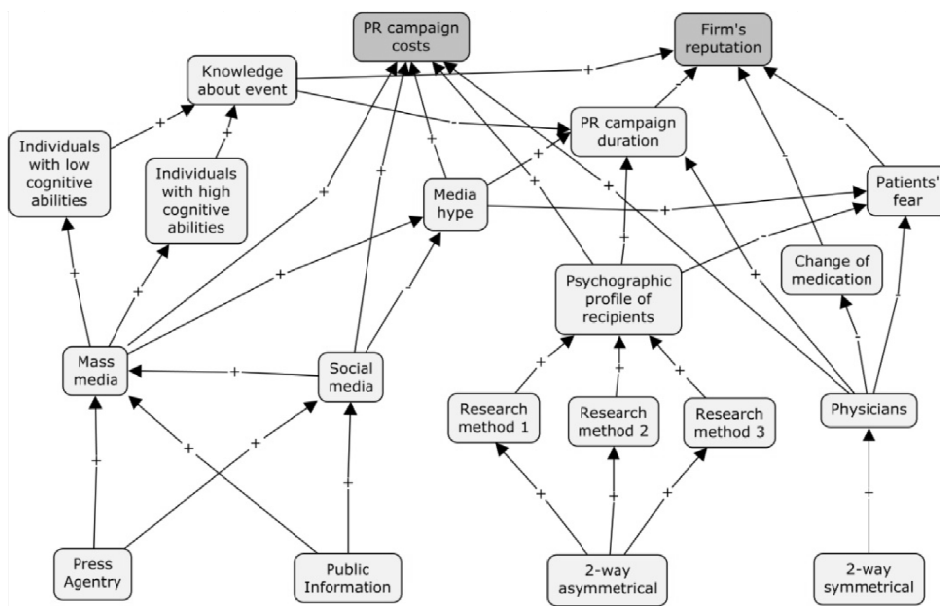 PR campaign
costs
Firm's
reputation
Knowledge
about event
PR campaign
duration
Individuals
with low
cognitive
abilities
Individuals
with high
cognitive
abilities
Media
hype
Patients'
fear
Change of
medication
Psychographic
profile of
recipients
Mass
media
Social
media
Research
method 1
Research
method 2
Research
method 3
Physicians
Press
Agentry
Public
Information
2-way
asymmetrical
2-way
symmetrical